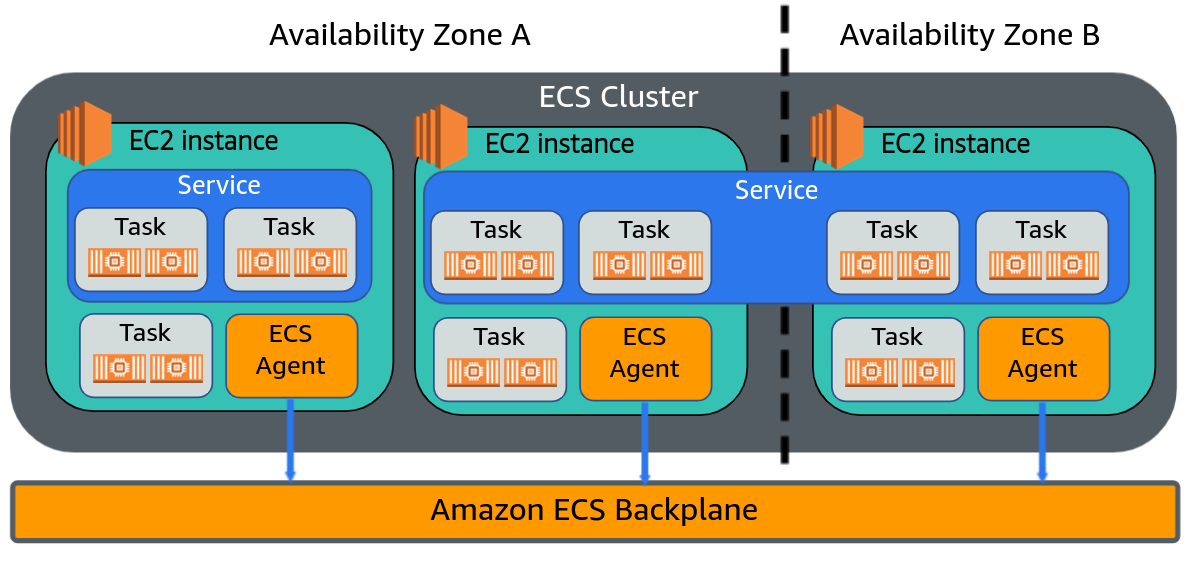 Availability Zone A
Availability Zone B
ECS Cluster
EC2 instance
EC2 instance
EC2 instance
Service
Service
Task
Task
Task
Task
Task
Task
Task
ECS
Agent
Task
ECS
Agent
Task
ECS
Agent
Amazon ECS Backplane